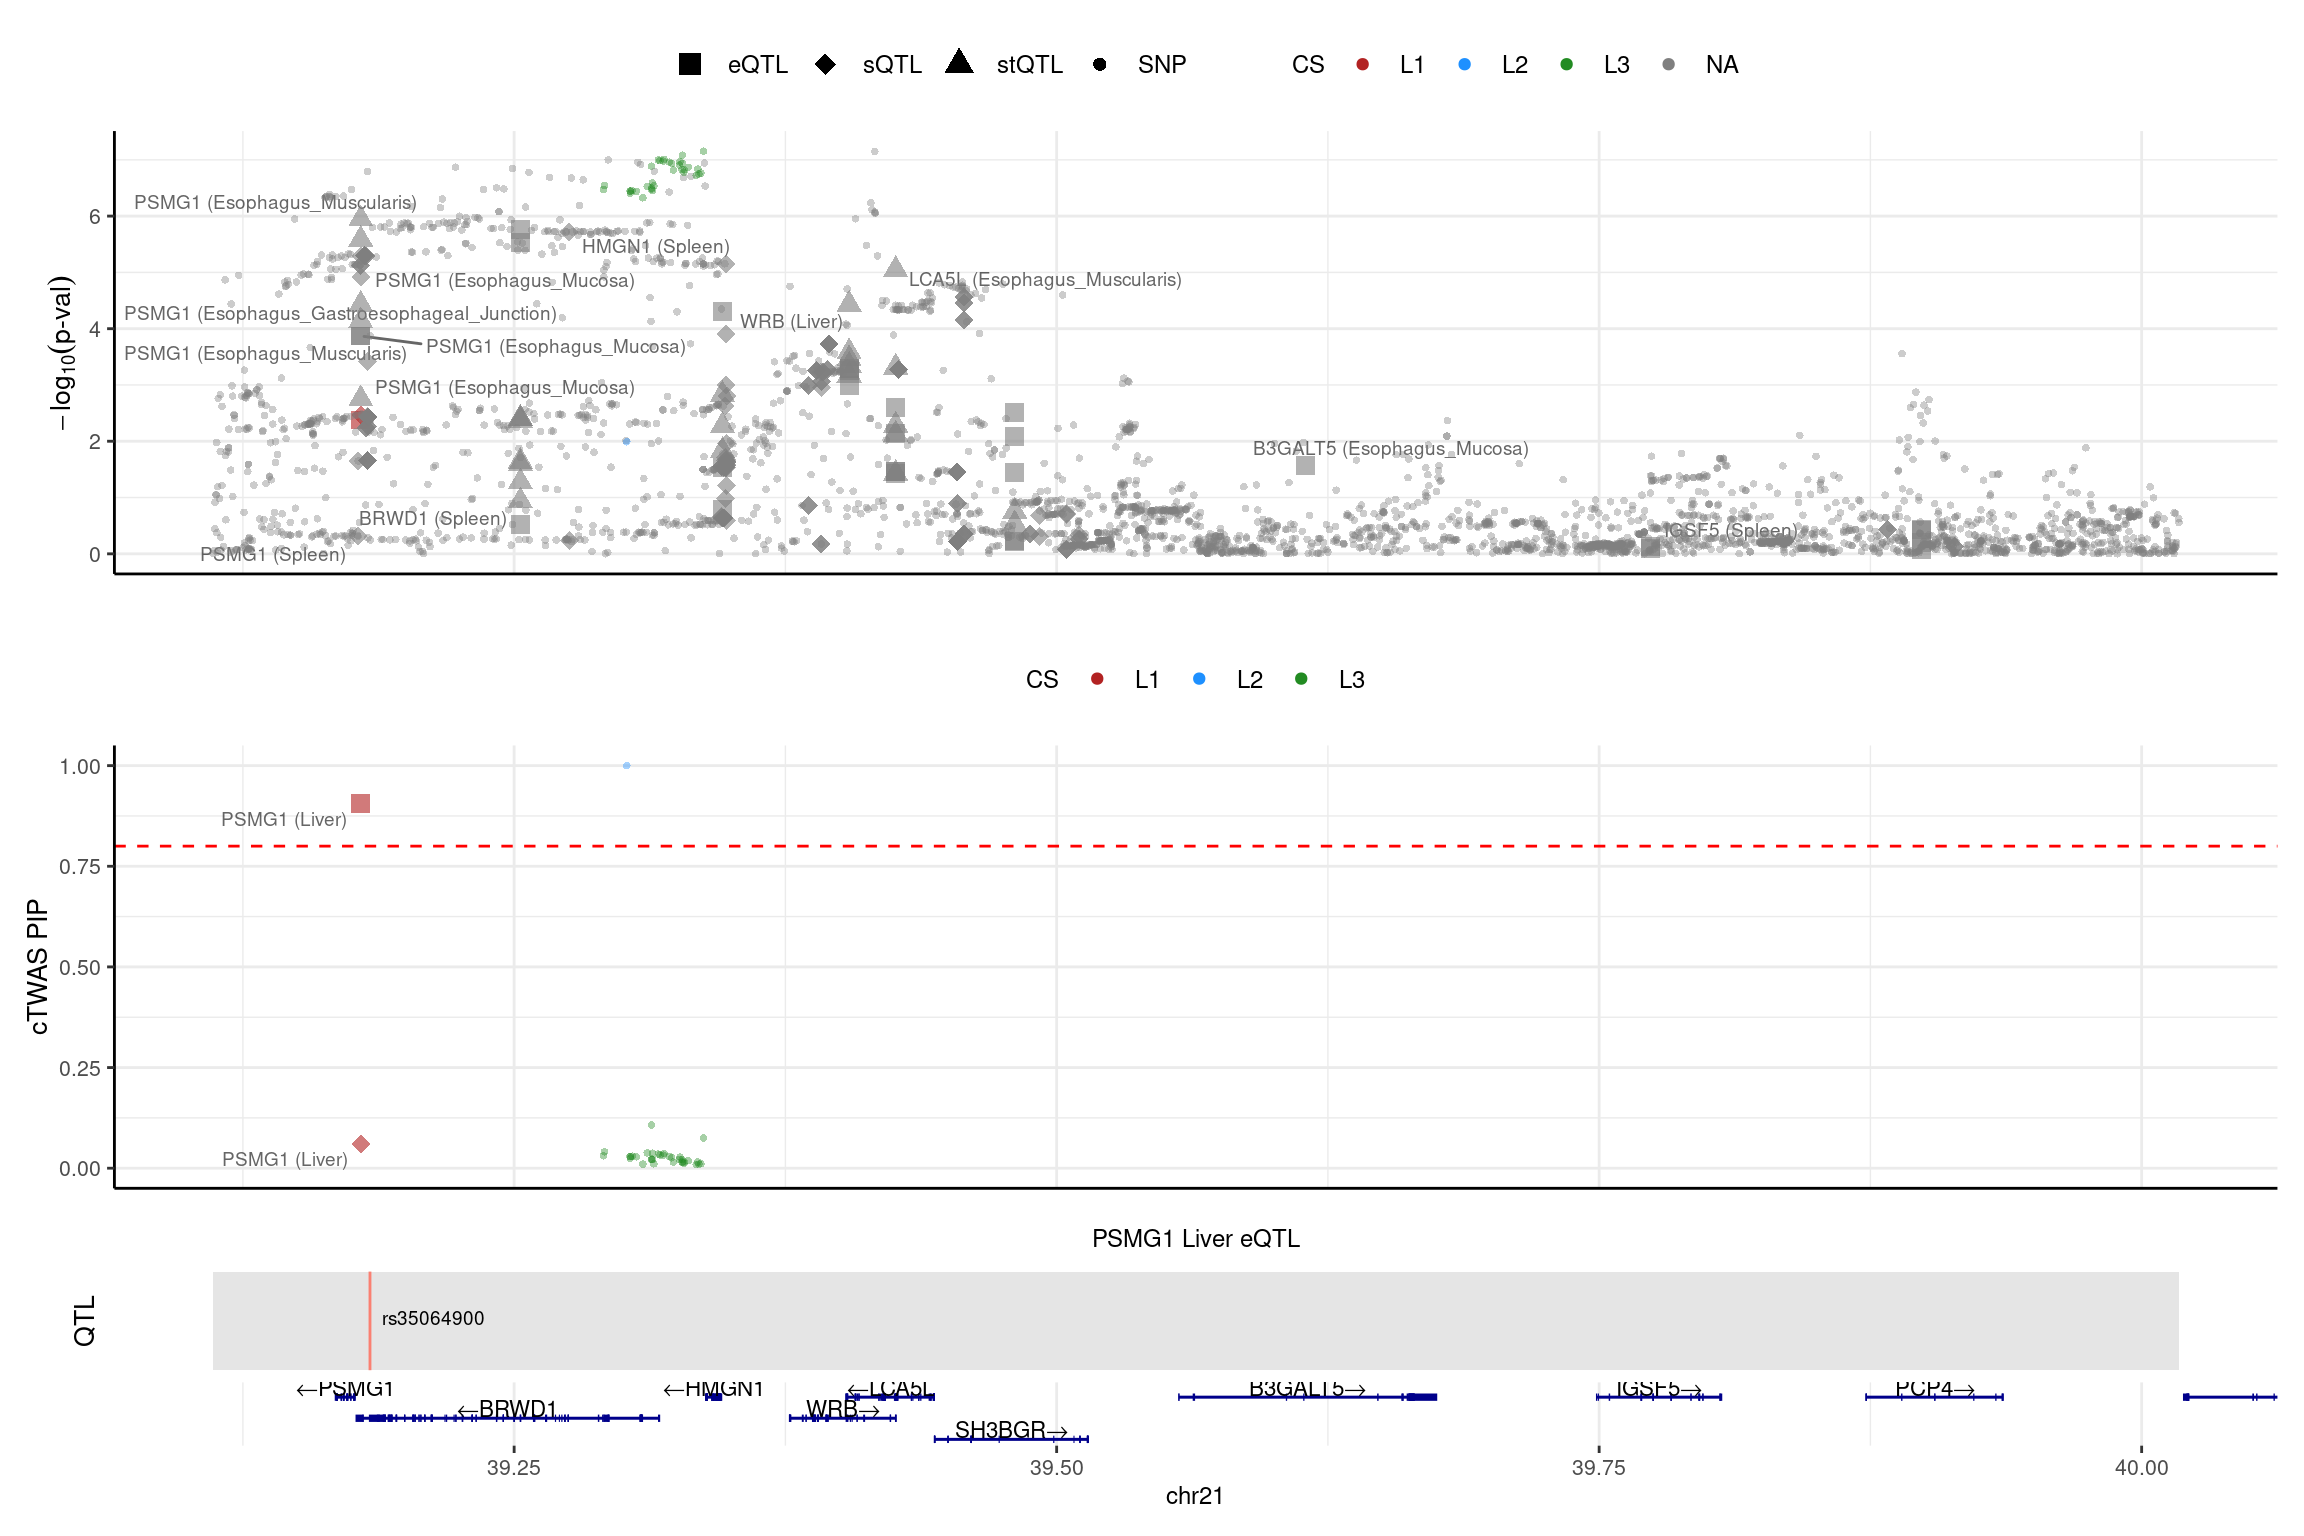 eQTL sQTL stQTL SNP CS L1 L2 L3 NA
−log10(p-val)
6
4
2
0
PSMG1 (Esophagus_Muscularis)
HMGN1 (Spleen)
PSMG1 (Esophagus_Mucosa)
LCA5L (Esophagus_Muscularis)
PSMG1 (Esophagus_Gastroesophageal_Junction)
WRB (Liver)
PSMG1 (Esophagus_Mucosa)
PSMG1 (Esophagus_Muscularis)
PSMG1 (Esophagus_Mucosa)
B3GALT5 (Esophagus_Mucosa)
BRWD1 (Spleen)
IGSF5 (Spleen)
PSMG1 (Spleen)
CS L1 L2 L3
cTWAS PIP
1.00
0.75
0.50
0.25
0.00
PSMG1 (Liver)
PSMG1 (Liver)
PSMG1 Liver eQTL
QTL
rs35064900
←PSMG1 ←HMGN1 ←LCA5L B3GALT5→ IGSF5→ PCP4→
←BRWD1 WRB→
SH3BGR→
39.25 39.50 39.75 40.00
chr21